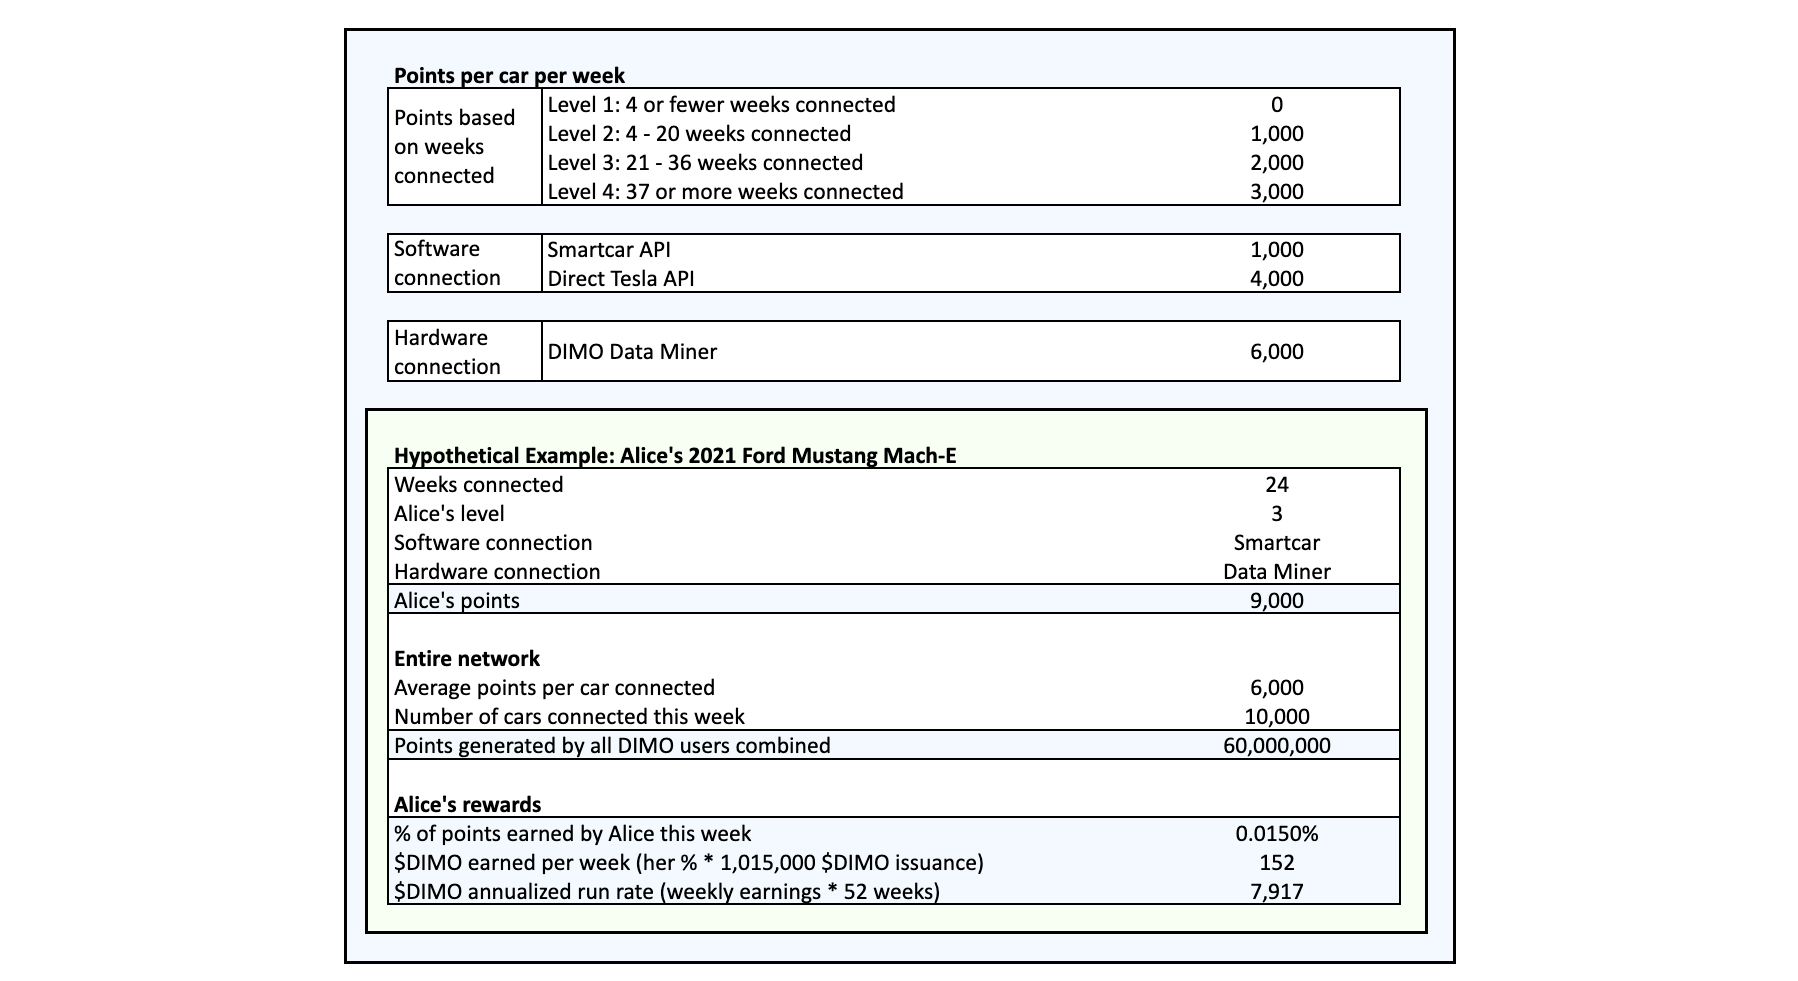 Points per car per week
Points based
on weeks
connected
Level 1: 4 or fewer weeks connected 0
Level 2: 4 - 20 weeks connected 1,000
Level 3: 21 - 36 weeks connected 2,000
Level 4: 37 or more weeks connected 3,000
Software
connection
Smartcar API 1,000
Direct Tesla API 4,000
Hardware
connection
DIMO Data Miner 6,000
Hypothetical Example: Alice's 2021 Ford Mustang Mach-E
Weeks connected 24
Alice's level 3
Software connection Smartcar
Hardware connection Data Miner
Alice's points 9,000
Entire network
Average points per car connected 6,000
Number of cars connected this week 10,000
Points generated by all DIMO users combined 60,000,000
Alice's rewards
% of points earned by Alice this week 0.0150%
$DIMO earned per week (her % * 1,015,000 $DIMO issuance) 152
$DIMO annualized run rate (weekly earnings * 52 weeks) 7,917